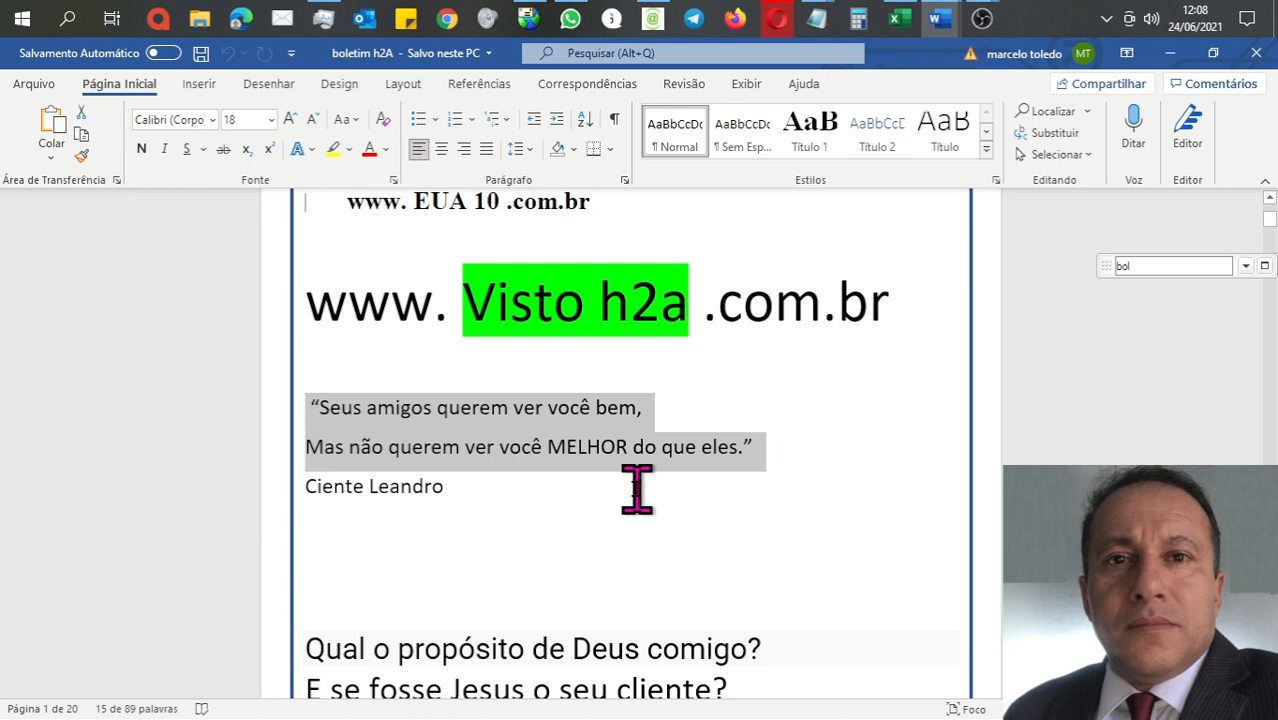 12:08
24/06/2021
Salvamento Automático
boletim h2A - Salvo neste PC
Pesquisar (Alt+Q)
marcelo toledo
MT
Arquivo
Página Inicial
Inserir
Desenhar
Design
Layout
Referências
Correspondências
Revisão
Exibir
Ajuda
Compartilhar
Comentários
Colar
Calibri (Corpo)
18
Aa
N
I
S
ab
AaBbCcDc
¶ Normal
AaBbCcDc
¶ Sem Esp...
AaB
Título 1
AaBbCcD
Título 2
AaB
Título
Localizar
Substituir
Selecionar
Ditar
Editor
Área de Transferência
Fonte
Parágrafo
Estilos
Editando
Voz
Editor
www. EUA 10 .com.br
bol
www. Visto h2a .com.br
“Seus amigos querem ver você bem,
Mas não querem ver você MELHOR do que eles.”
Ciente Leandro
Qual o propósito de Deus comigo?
E se fosse Jesus o seu cliente?
Página 1 de 20
15 de 89 palavras
Foco